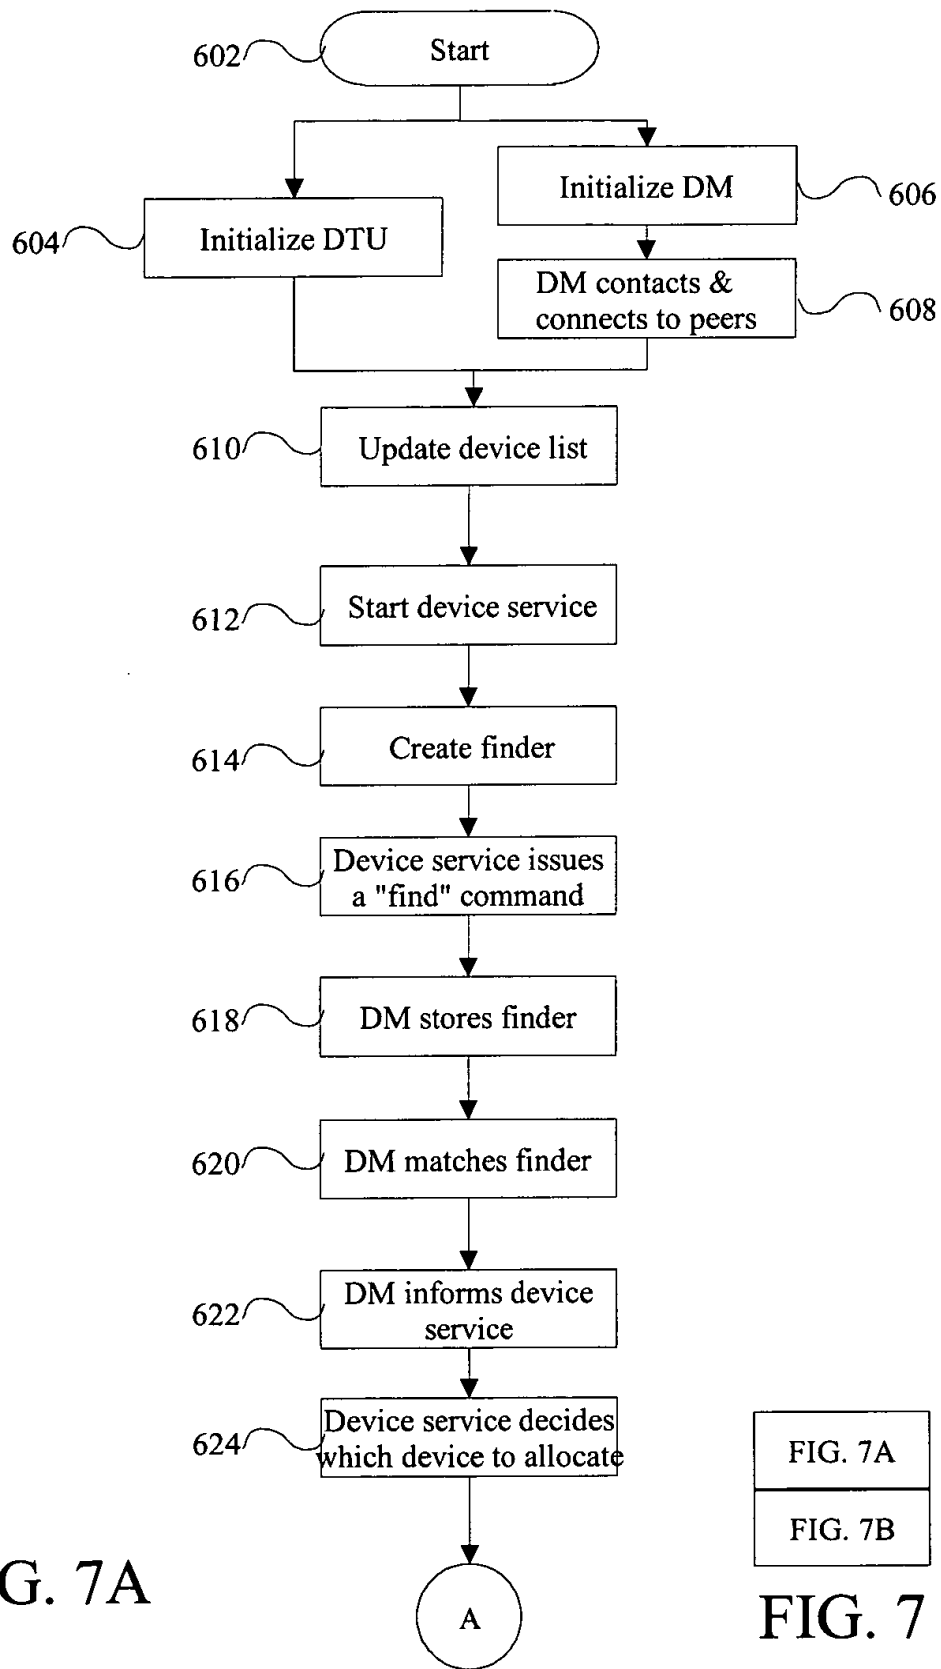 602
Start
Initialize DM
606
604
Initialize DTU
DM contacts &
connects to peers
608
610
Update device list
612
Start device service
614
Create finder
616
Device service issues
a "find" command
618
DM stores finder
620
DM matches finder
622
DM informs device
service
624
Device service decides
which device to allocate
FIG. 7A
FIG. 7B
G. 7A
A
FIG. 7